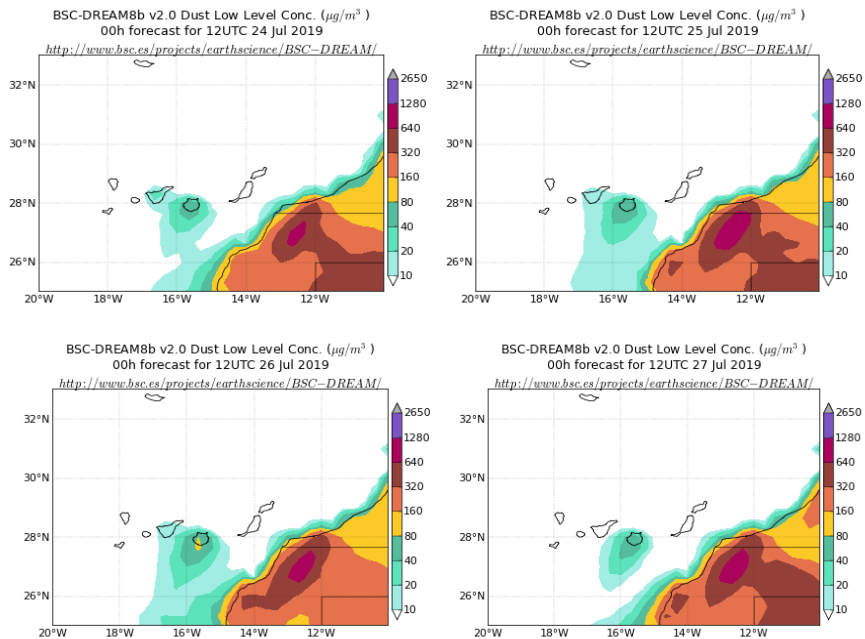 BSC-DREAM8b v2.0 Dust Low Level Conc. (μg/m³ )
00h forecast for 12UTC 24 Jul 2019
http://www.bsc.es/projects/earthscience/BSC−DREAM/
32°N
30°N
28°N
26°N
20°W 18°W 16°W 14°W 12°W
2650
1280
640
320
160
80
40
20
10
BSC-DREAM8b v2.0 Dust Low Level Conc. (μg/m³ )
00h forecast for 12UTC 25 Jul 2019
http://www.bsc.es/projects/earthscience/BSC−DREAM/
32°N
30°N
28°N
26°N
20°W 18°W 16°W 14°W 12°W
2650
1280
640
320
160
80
40
20
10
BSC-DREAM8b v2.0 Dust Low Level Conc. (μg/m³ )
00h forecast for 12UTC 26 Jul 2019
http://www.bsc.es/projects/earthscience/BSC−DREAM/
32°N
30°N
28°N
26°N
20°W 18°W 16°W 14°W 12°W
2650
1280
640
320
160
80
40
20
10
BSC-DREAM8b v2.0 Dust Low Level Conc. (μg/m³ )
00h forecast for 12UTC 27 Jul 2019
http://www.bsc.es/projects/earthscience/BSC−DREAM/
32°N
30°N
28°N
26°N
20°W 18°W 16°W 14°W 12°W
2650
1280
640
320
160
80
40
20
10